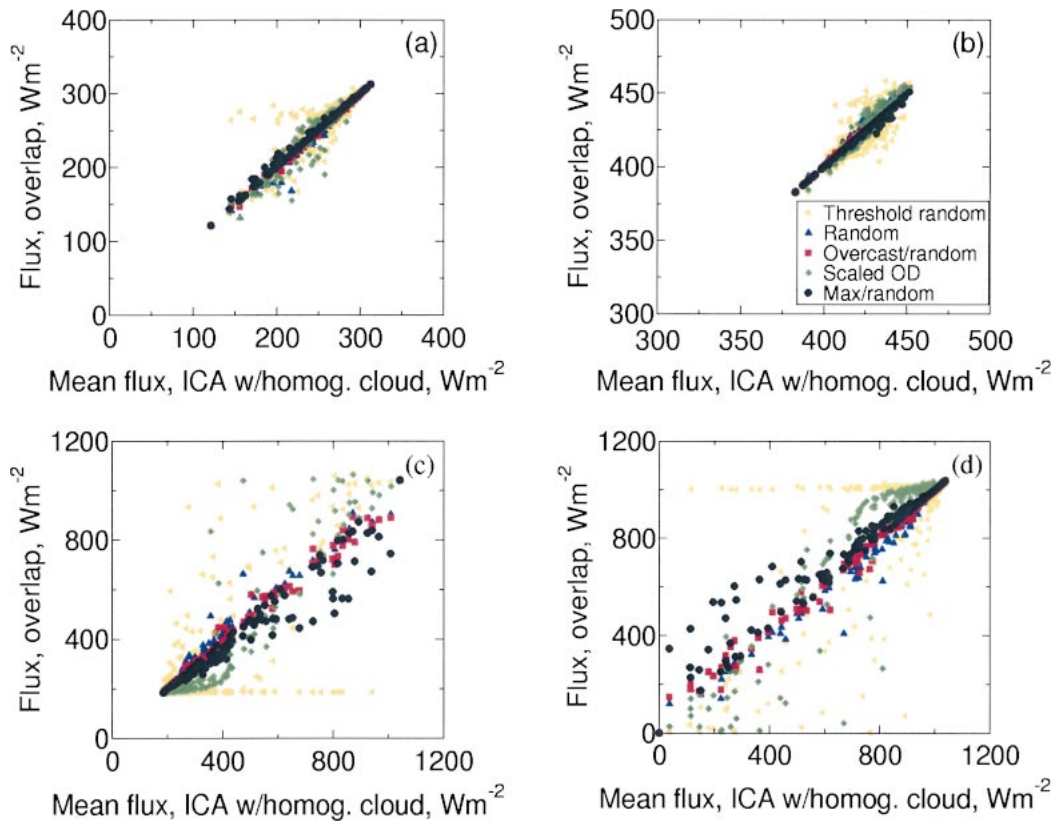 400
300
200
100
0
0 100 200 300 400
Flux, overlap, Wm-2
Mean flux, ICA w/homog. cloud, Wm-2
(a)
500
450
400
350
300
300 325 350 375 400 425 450 475 500
Flux, overlap, Wm-2
Mean flux, ICA w/homog. cloud, Wm-2
(b)
Threshold random
Random
Overcast/random
Scaled OD
Max/random
1200
800
400
0
0 400 800 1200
Flux, overlap, Wm-2
Mean flux, ICA w/homog. cloud, Wm-2
(c)
1200
800
400
0
0 400 800 1200
Flux, overlap, Wm-2
Mean flux, ICA w/homog. cloud, Wm-2
(d)